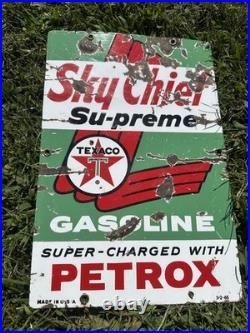 Sky Chief
Su-preme
TEXACO
T
GASOLINE
SUPER-CHARGED WITH
PETROX
MADE IN U.S.A.